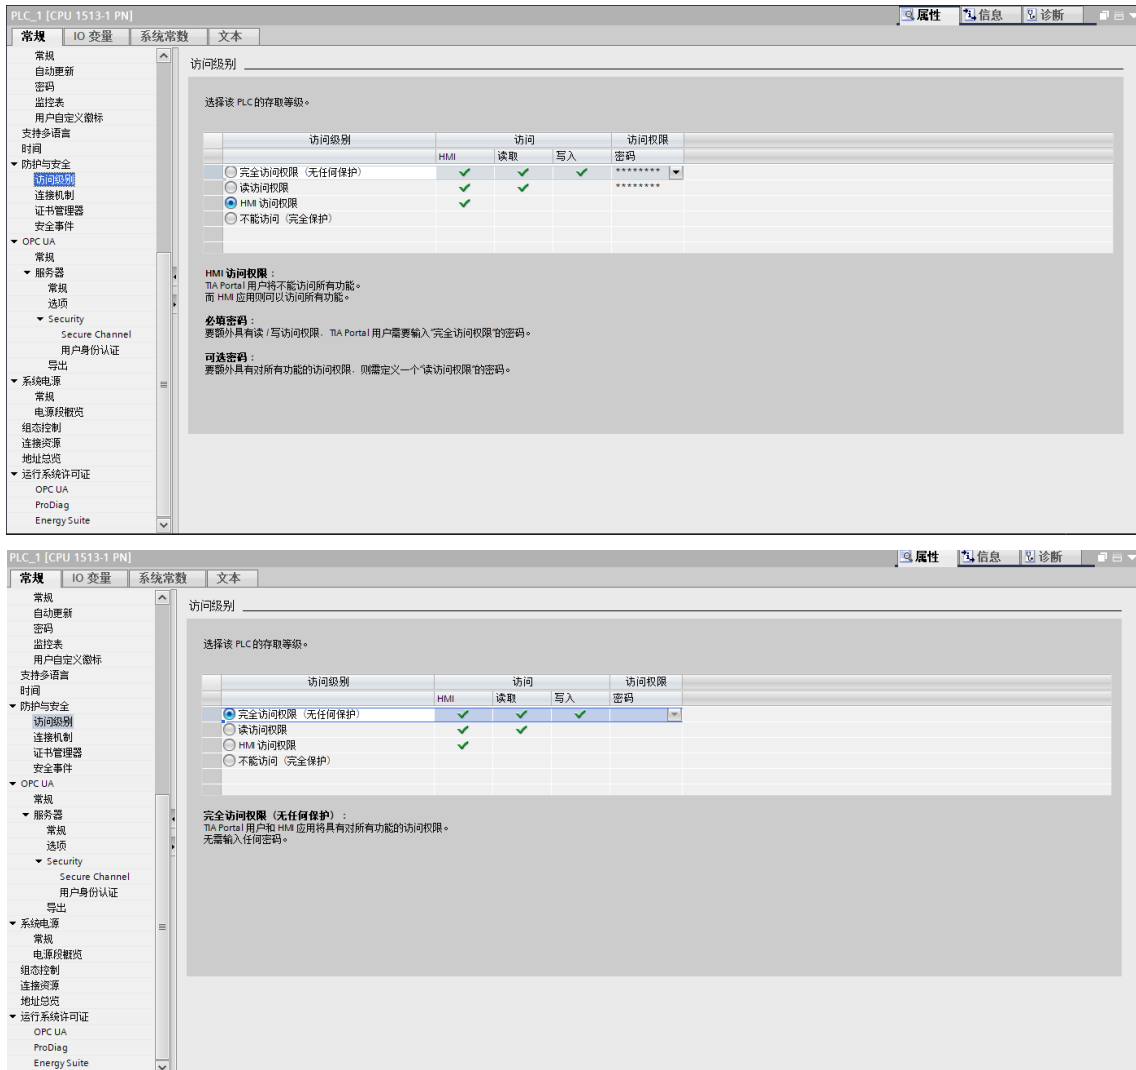 PLC_1 [CPU 1513-1 PN]
属性
信息
诊断
常规
IO 变量
系统常数
文本
常规
自动更新
密码
监控表
用户自定义徽标
支持多语言
时间
防护与安全
访问级别
连接机制
证书管理器
安全事件
OPC UA
常规
服务器
常规
选项
Security
Secure Channel
用户身份认证
导出
系统电源
常规
电源段概览
组态控制
连接资源
地址总览
运行系统许可证
OPC UA
ProDiag
Energy Suite
访问级别
选择该 PLC 的存取等级。
访问级别 访问 访问权限
HMI 读取 写入 密码
完全访问权限（无任何保护） ********
读访问权限 ********
HMI 访问权限
不能访问（完全保护）
HMI 访问权限：
TIA Portal 用户将不能访问所有功能。
而 HMI 应用则可以访问所有功能。
必填密码：
要额外具有读 / 写访问权限，TIA Portal 用户需要输入“完全访问权限”的密码。
可选密码：
要额外具有对所有功能的访问权限，则需定义一个“读访问权限”的密码。
PLC_1 [CPU 1513-1 PN]
属性
信息
诊断
常规
IO 变量
系统常数
文本
常规
自动更新
密码
监控表
用户自定义徽标
支持多语言
时间
防护与安全
访问级别
连接机制
证书管理器
安全事件
OPC UA
常规
服务器
常规
选项
Security
Secure Channel
用户身份认证
导出
系统电源
常规
电源段概览
组态控制
连接资源
地址总览
运行系统许可证
OPC UA
ProDiag
Energy Suite
访问级别
选择该 PLC 的存取等级。
访问级别 访问 访问权限
HMI 读取 写入 密码
完全访问权限（无任何保护）
读访问权限
HMI 访问权限
不能访问（完全保护）
完全访问权限（无任何保护）：
TIA Portal 用户和 HMI 应用将具有对所有功能的访问权限。
无需输入任何密码。